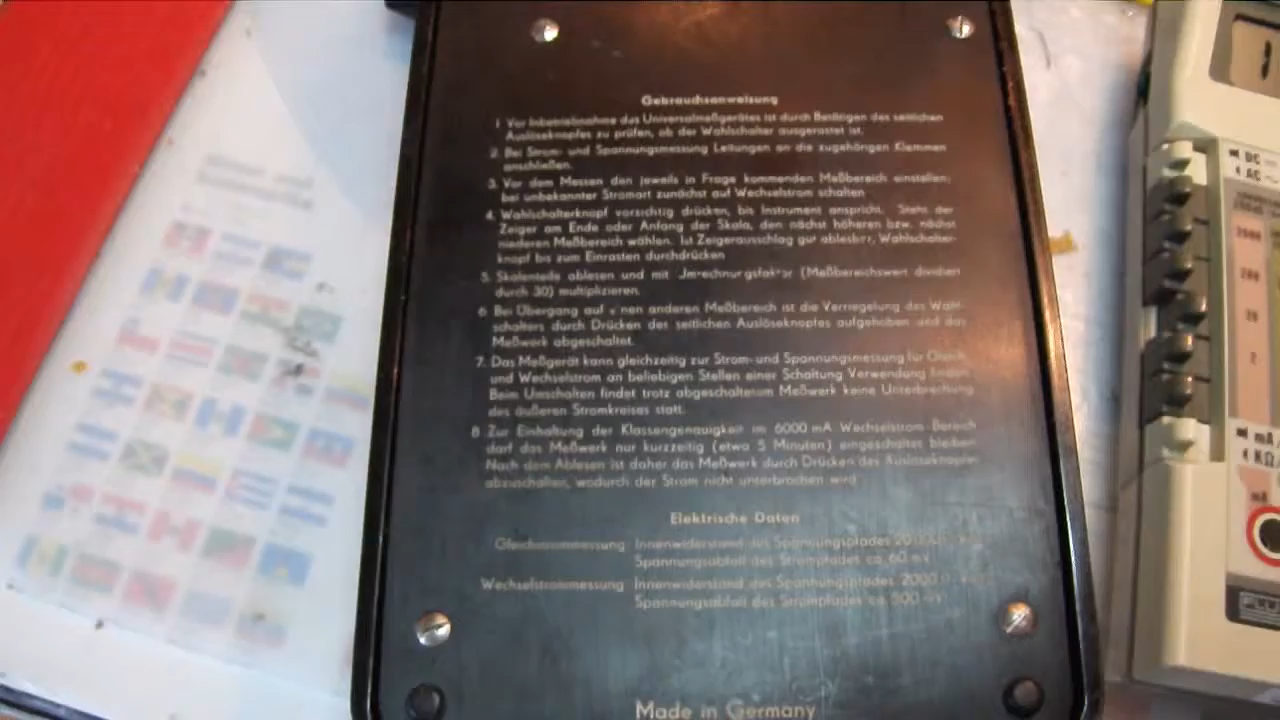 Gebrauchsanweisung
1 Vor Inbetriebnahme des Universalmeßgerätes ist durch Betätigen des seitlichen
Auslöseknopfes zu prüfen, ob der Wahlschalter ausgerastet ist.
2. Bei Strom- und Spannungsmessung Leitungen an die zugehörigen Klemmen
anschließen.
3. Vor dem Messen den jeweils in Frage kommenden Meßbereich einstellen;
bei unbekannter Stromart zunächst auf Wechselstrom schalten
4. Wahlschalterknopf vorsichtig drücken, bis Instrument anspricht. Steht der
Zeiger am Ende oder Anfang der Skala, den nächst höheren bzw. nächst
niederen Meßbereich wählen. Ist Zeigerausschlag gut ablesbar, Wahlschalter-
knopf bis zum Einrasten durchdrücken
5. Skalenteile ablesen und mit Umrechnungsfaktor (Meßbereichswert dividiert
durch 30) multiplizieren.
6 Bei Übergang auf einen anderen Meßbereich ist die Verriegelung des Wahl-
schalters durch Drücken des seitlichen Auslöseknopfes aufgehoben und das
Meßwerk abgeschaltet.
7. Das Meßgerät kann gleichzeitig zur Strom- und Spannungsmessung für Gleich-
und Wechselstrom an beliebigen Stellen einer Schaltung Verwendung finden.
Beim Umschalten findet trotz abgeschaltetem Meßwerk keine Unterbrechung
des äußeren Stromkreises statt.
8 Zur Einhaltung der Klassengenauigkeit im 6000 mA Wechselstrom-Bereich
darf das Meßwerk nur kurzzeitig (etwa 5 Minuten) eingeschaltet bleiben
Nach dem Ablesen ist daher das Meßwerk durch Drücken des Auslöseknopfes
abzuschalten, wodurch der Strom nicht unterbrochen wird
Elektrische Daten
Gleichstrommessung Innenwiderstand des Spannungspfades
Spannungsabfall des Strompfades ca 60 mV
Wechselstrommessung Innenwiderstand des Spannungspfades 2000
Spannungsabfall des Strompfades ca 500 mV
Made in Germany
DC
AC
200
20
2
mA
KΩ
mA